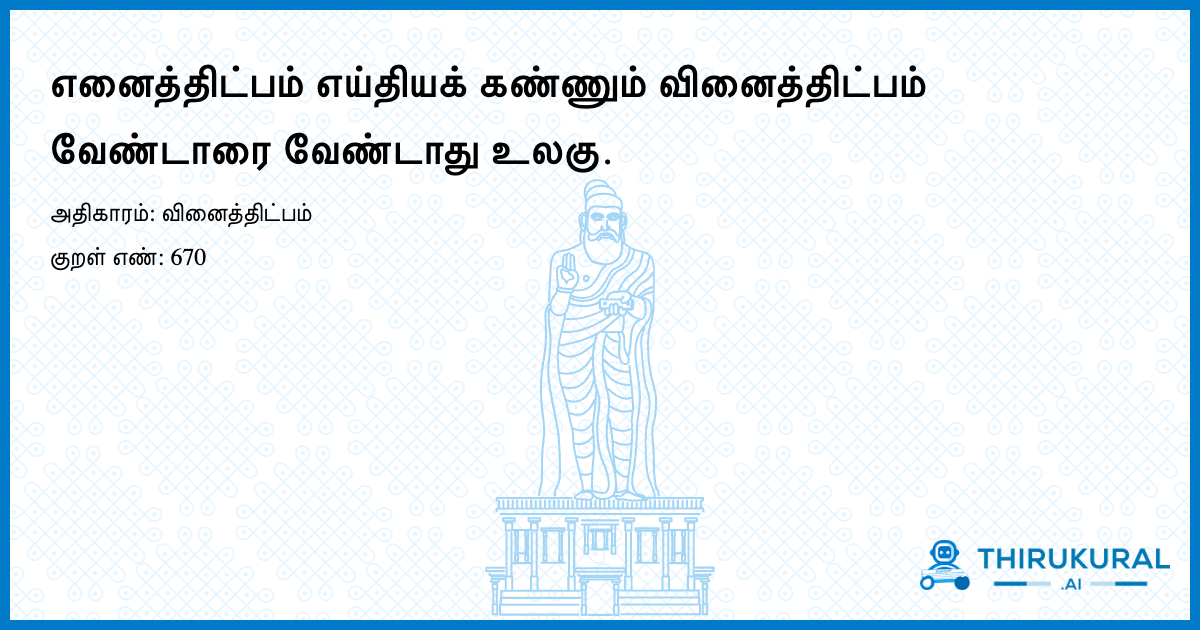 எனைத்திட்பம் எய்தியக் கண்ணும் வினைத்திட்பம்
வேண்டாரை வேண்டாது உலகு.
அதிகாரம்: வினைத்திட்பம்
குறள் எண்: 670
THIRUKURAL
.AI